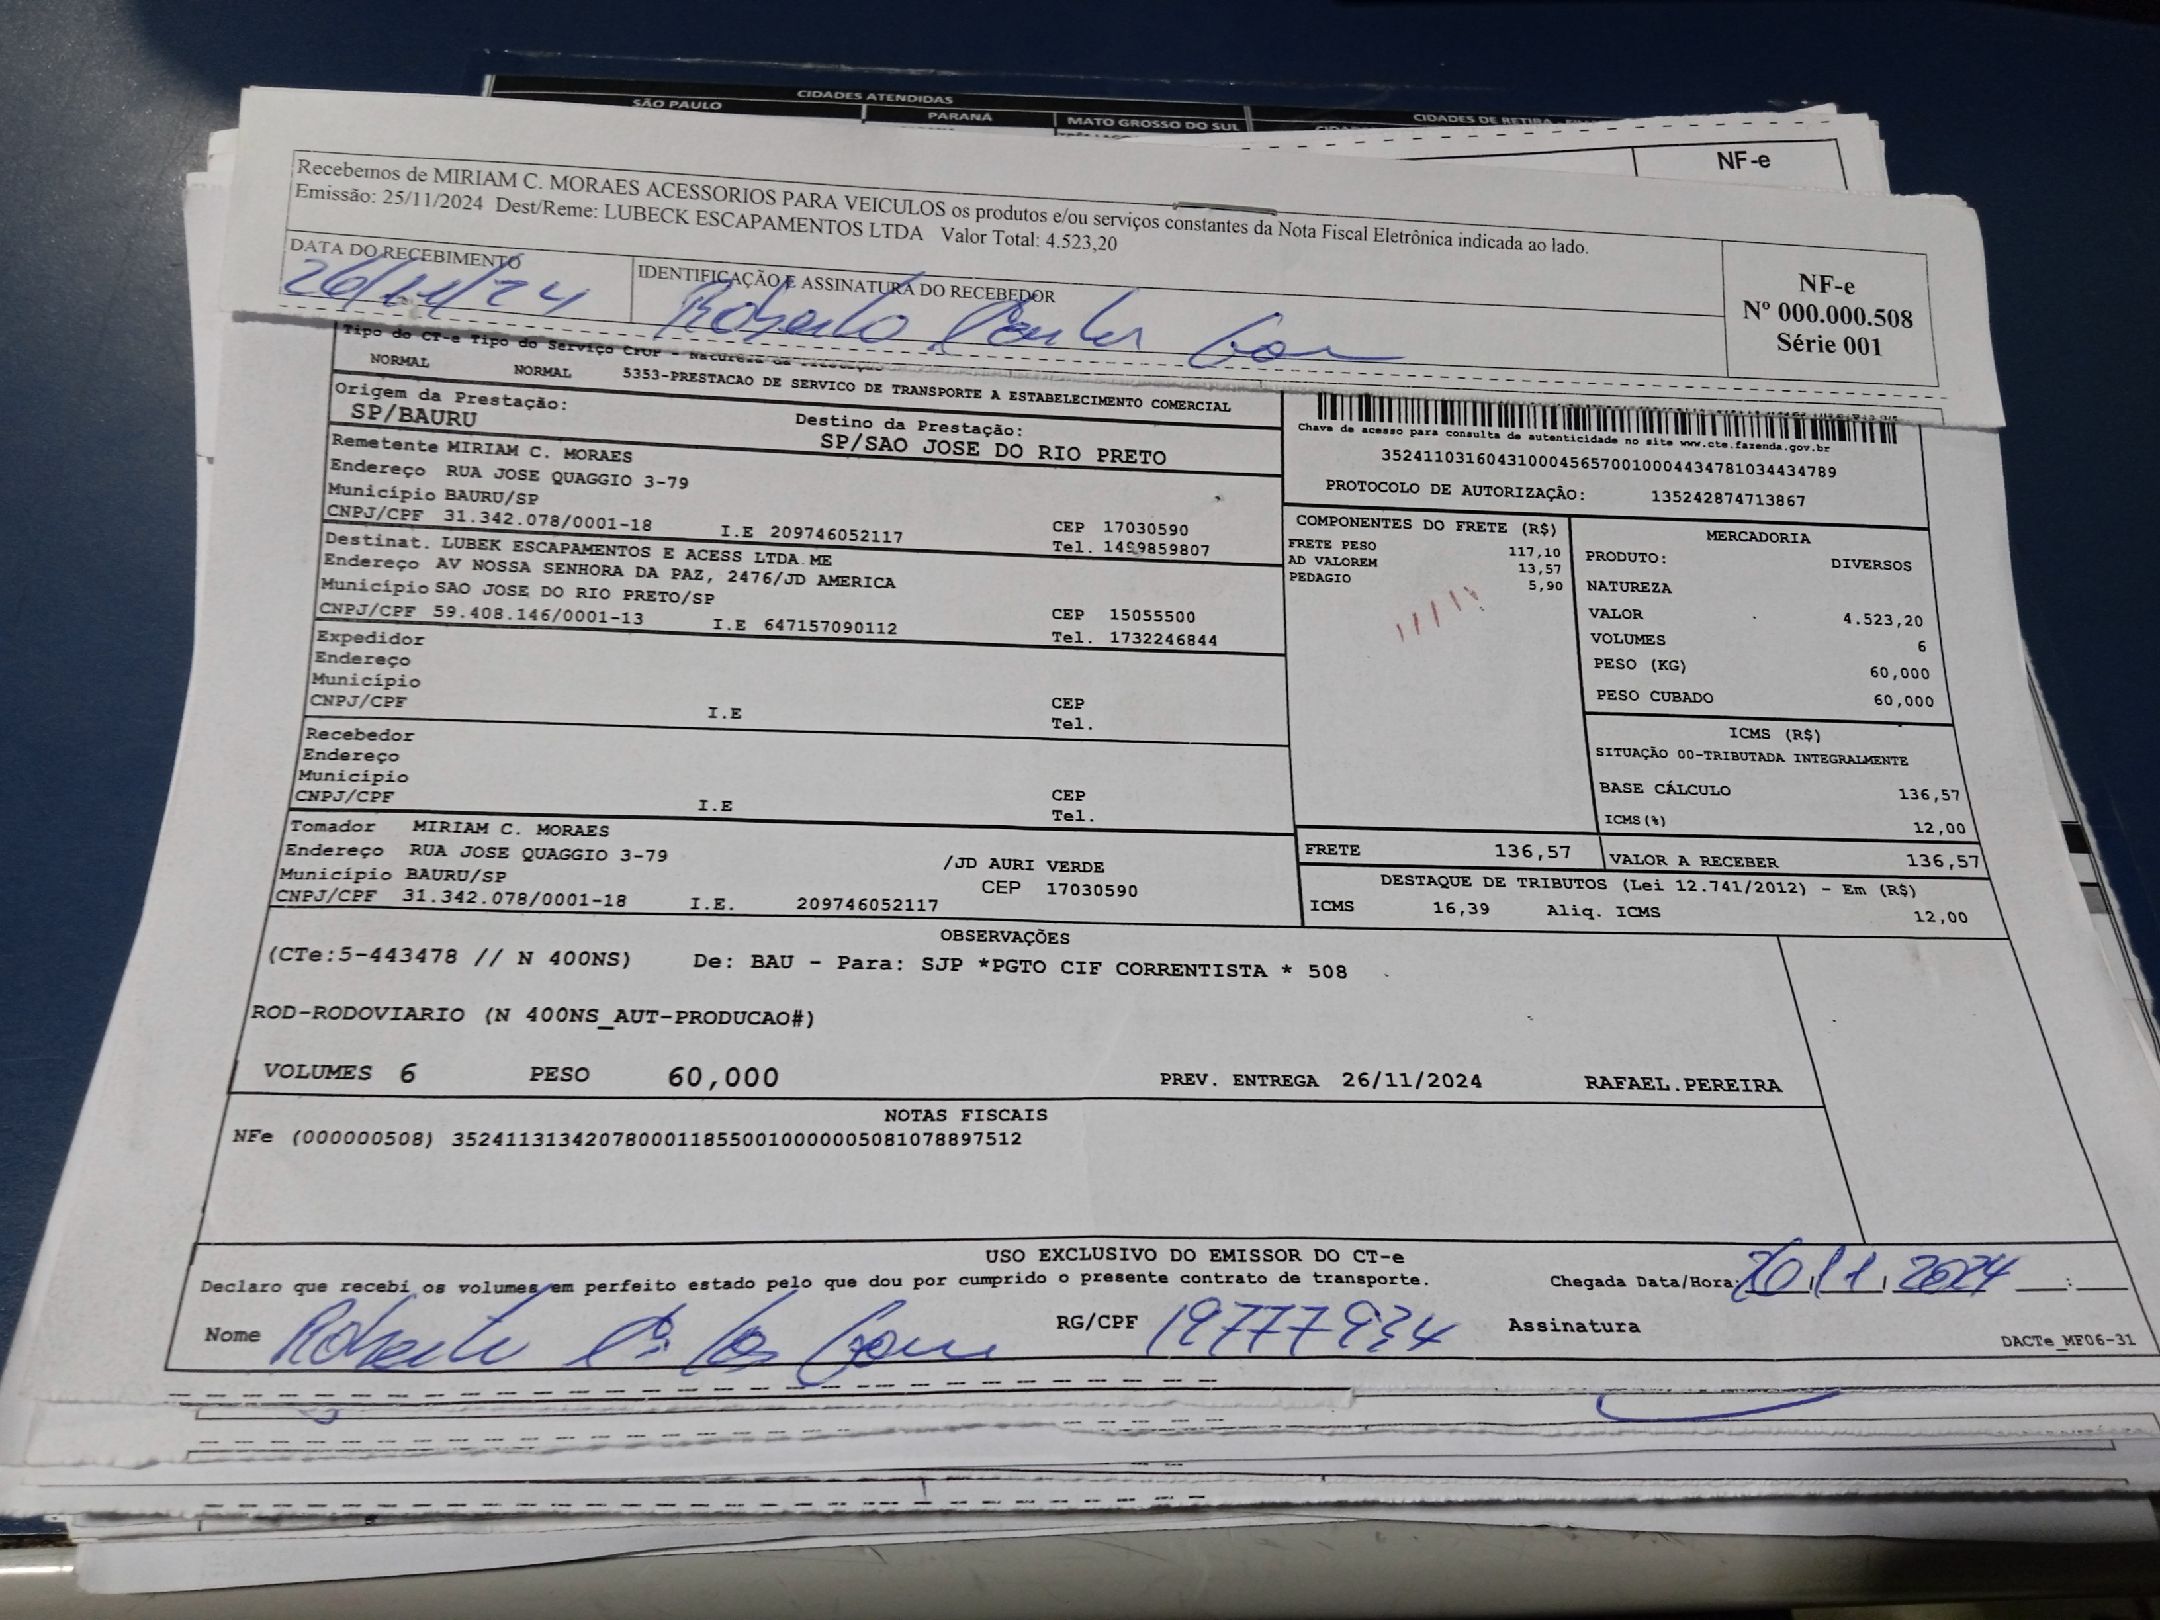 CIDADES ATENDIDAS
SÃO PAULO
PARANÁ
MATO GROSSO DO SUL
NF-e
Recebemos de MIRIAM C. MORAES ACESSORIOS PARA VEICULOS os produtos e/ou serviços constantes da Nota Fiscal Eletrônica indicada ao lado.
Emissão: 25/11/2024 Dest/Reme: LUBECK ESCAPAMENTOS LTDA Valor Total: 4.523,20
DATA DO RECEBIMENTO
26/11/24
IDENTIFICAÇÃO E ASSINATURA DO RECEBEDOR
Roberto
NF-e
Nº 000.000.508
Série 001
Tipo do CT-e Tipo do Serviço CFOP - Natureza da Prestação
NORMAL NORMAL 5353-PRESTACAO DE SERVICO DE TRANSPORTE A ESTABELECIMENTO COMERCIAL
Origem da Prestação: Destino da Prestação:
SP/BAURU SP/SAO JOSE DO RIO PRETO
Chave de acesso para consulta de autenticidade no site www.cte.fazenda.gov.br
35241103160431000456570010004434781034434789
PROTOCOLO DE AUTORIZAÇÃO: 135242874713867
Remetente MIRIAM C. MORAES
Endereço RUA JOSE QUAGGIO 3-79
Município BAURU/SP CEP 17030590
CNPJ/CPF 31.342.078/0001-18 I.E 209746052117 Tel. 1499859807
Destinat. LUBEK ESCAPAMENTOS E ACESS LTDA ME
Endereço AV NOSSA SENHORA DA PAZ, 2476/JD AMERICA
Município SAO JOSE DO RIO PRETO/SP CEP 15055500
CNPJ/CPF 59.408.146/0001-13 I.E 647157090112 Tel. 1732246844
Expedidor
Endereço
Município CEP
CNPJ/CPF I.E Tel.
Recebedor
Endereço
Município CEP
CNPJ/CPF I.E Tel.
Tomador MIRIAM C. MORAES
Endereço RUA JOSE QUAGGIO 3-79 /JD AURI VERDE
Município BAURU/SP CEP 17030590
CNPJ/CPF 31.342.078/0001-18 I.E. 209746052117
COMPONENTES DO FRETE (R$)
FRETE PESO 117,10
AD VALOREM 13,57
PEDAGIO 5,90
MERCADORIA
PRODUTO: DIVERSOS
NATUREZA
VALOR 4.523,20
VOLUMES 6
PESO (KG) 60,000
PESO CUBADO 60,000
ICMS (R$)
SITUAÇÃO 00-TRIBUTADA INTEGRALMENTE
BASE CÁLCULO 136,57
ICMS(%) 12,00
FRETE 136,57 VALOR A RECEBER 136,57
DESTAQUE DE TRIBUTOS (Lei 12.741/2012) - Em (R$)
ICMS 16,39 Aliq. ICMS 12,00
OBSERVAÇÕES
(CTe:5-443478 // N 400NS) De: BAU - Para: SJP *PGTO CIF CORRENTISTA * 508
ROD-RODOVIARIO (N 400NS_AUT-PRODUCAO#)
VOLUMES 6 PESO 60,000 PREV. ENTREGA 26/11/2024 RAFAEL.PEREIRA
NOTAS FISCAIS
NFe (000000508) 35241131342078000118550010000005081078897512
USO EXCLUSIVO DO EMISSOR DO CT-e
Declaro que recebi os volumes em perfeito estado pelo que dou por cumprido o presente contrato de transporte. Chegada Data/Hora: 26/11/2024 __:__
Nome Roberto RG/CPF 19777934 Assinatura
DACTe_MF06-31